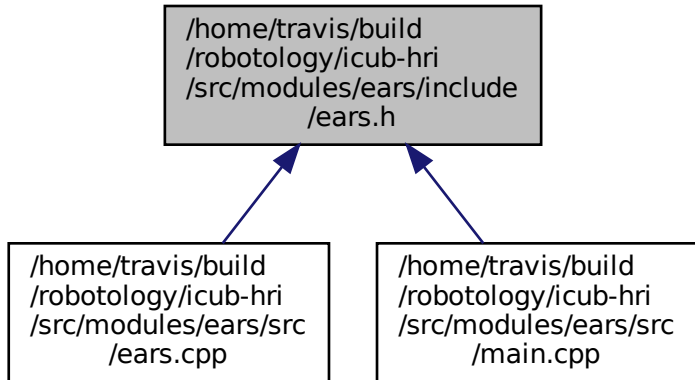 /home/travis/build
/robotology/icub-hri
/src/modules/ears/include
/ears.h
/home/travis/build
/robotology/icub-hri
/src/modules/ears/src
/ears.cpp
/home/travis/build
/robotology/icub-hri
/src/modules/ears/src
/main.cpp